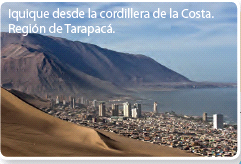 Iquique desde la cordillera de la Costa.
Región de Tarapacá.